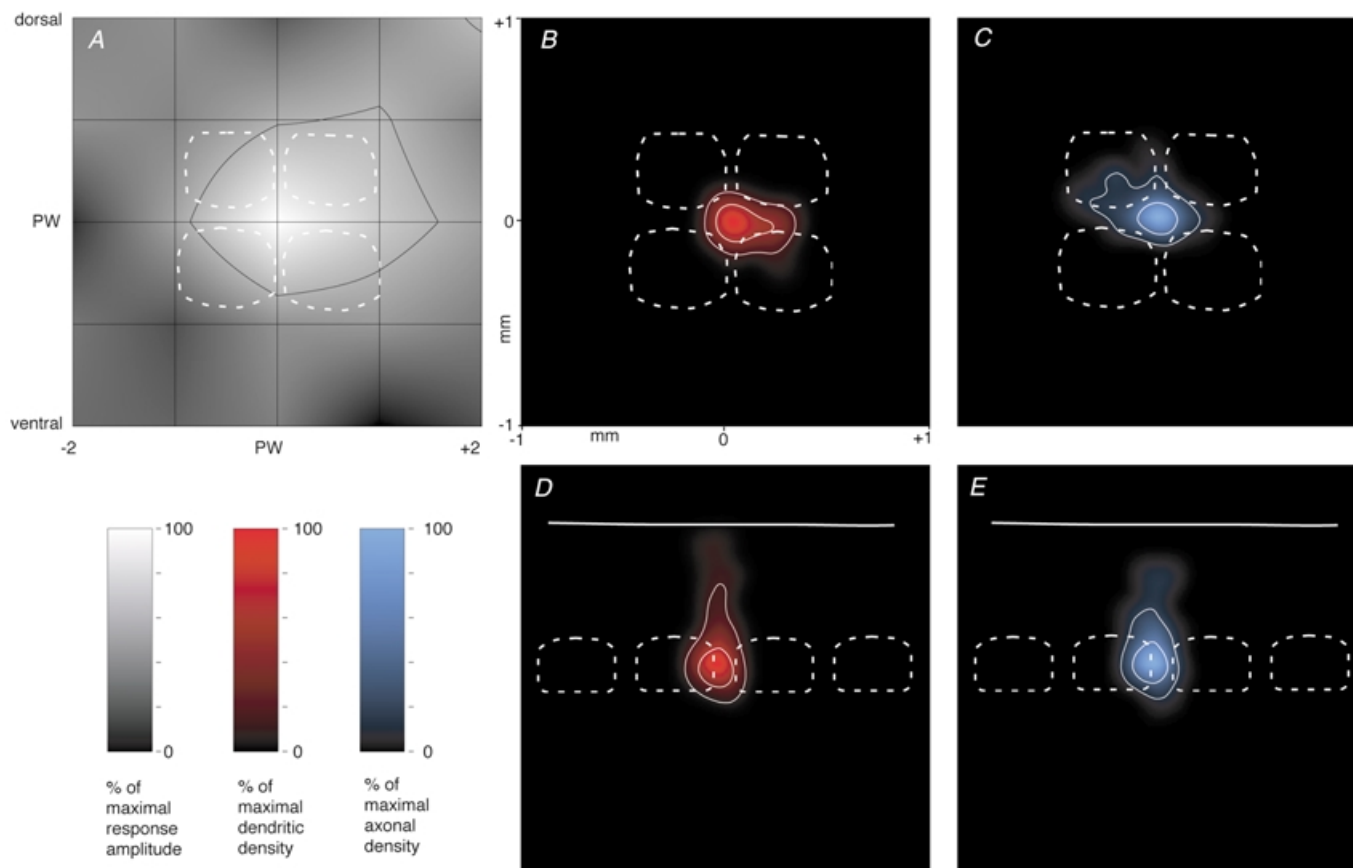 dorsal
A
PW
ventral
-2
PW
+2
+1
B
0
mm
-1
-1
mm
0
+1
C
D
E
100
0
% of
maximal
response
amplitude
100
0
% of
maximal
dendritic
density
100
0
% of
maximal
axonal
density